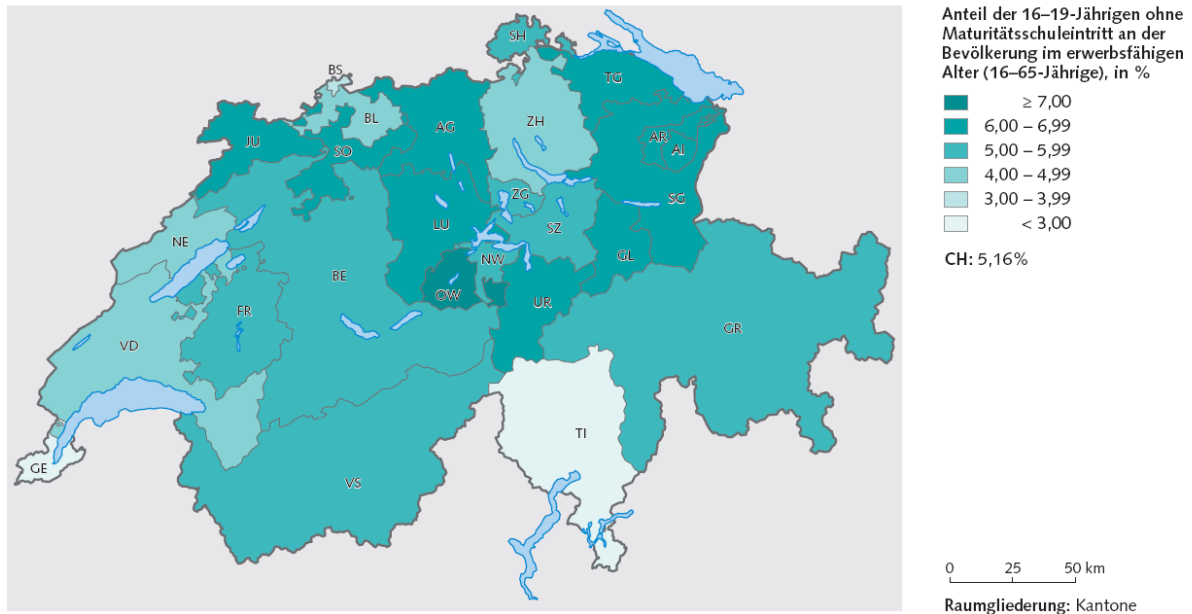 SH
BS
TG
BL
AG
ZH
AR
AI
JU
SO
ZG
SG
LU
SZ
NE
NW
GL
BE
OW
UR
FR
GR
VD
TI
GE
VS
Anteil der 16–19-Jährigen ohne
Maturitätsschuleintritt an der
Bevölkerung im erwerbsfähigen
Alter (16–65-Jährige), in %
≥ 7,00
6,00 – 6,99
5,00 – 5,99
4,00 – 4,99
3,00 – 3,99
< 3,00
CH: 5,16%
0 25 50 km
Raumgliederung: Kantone